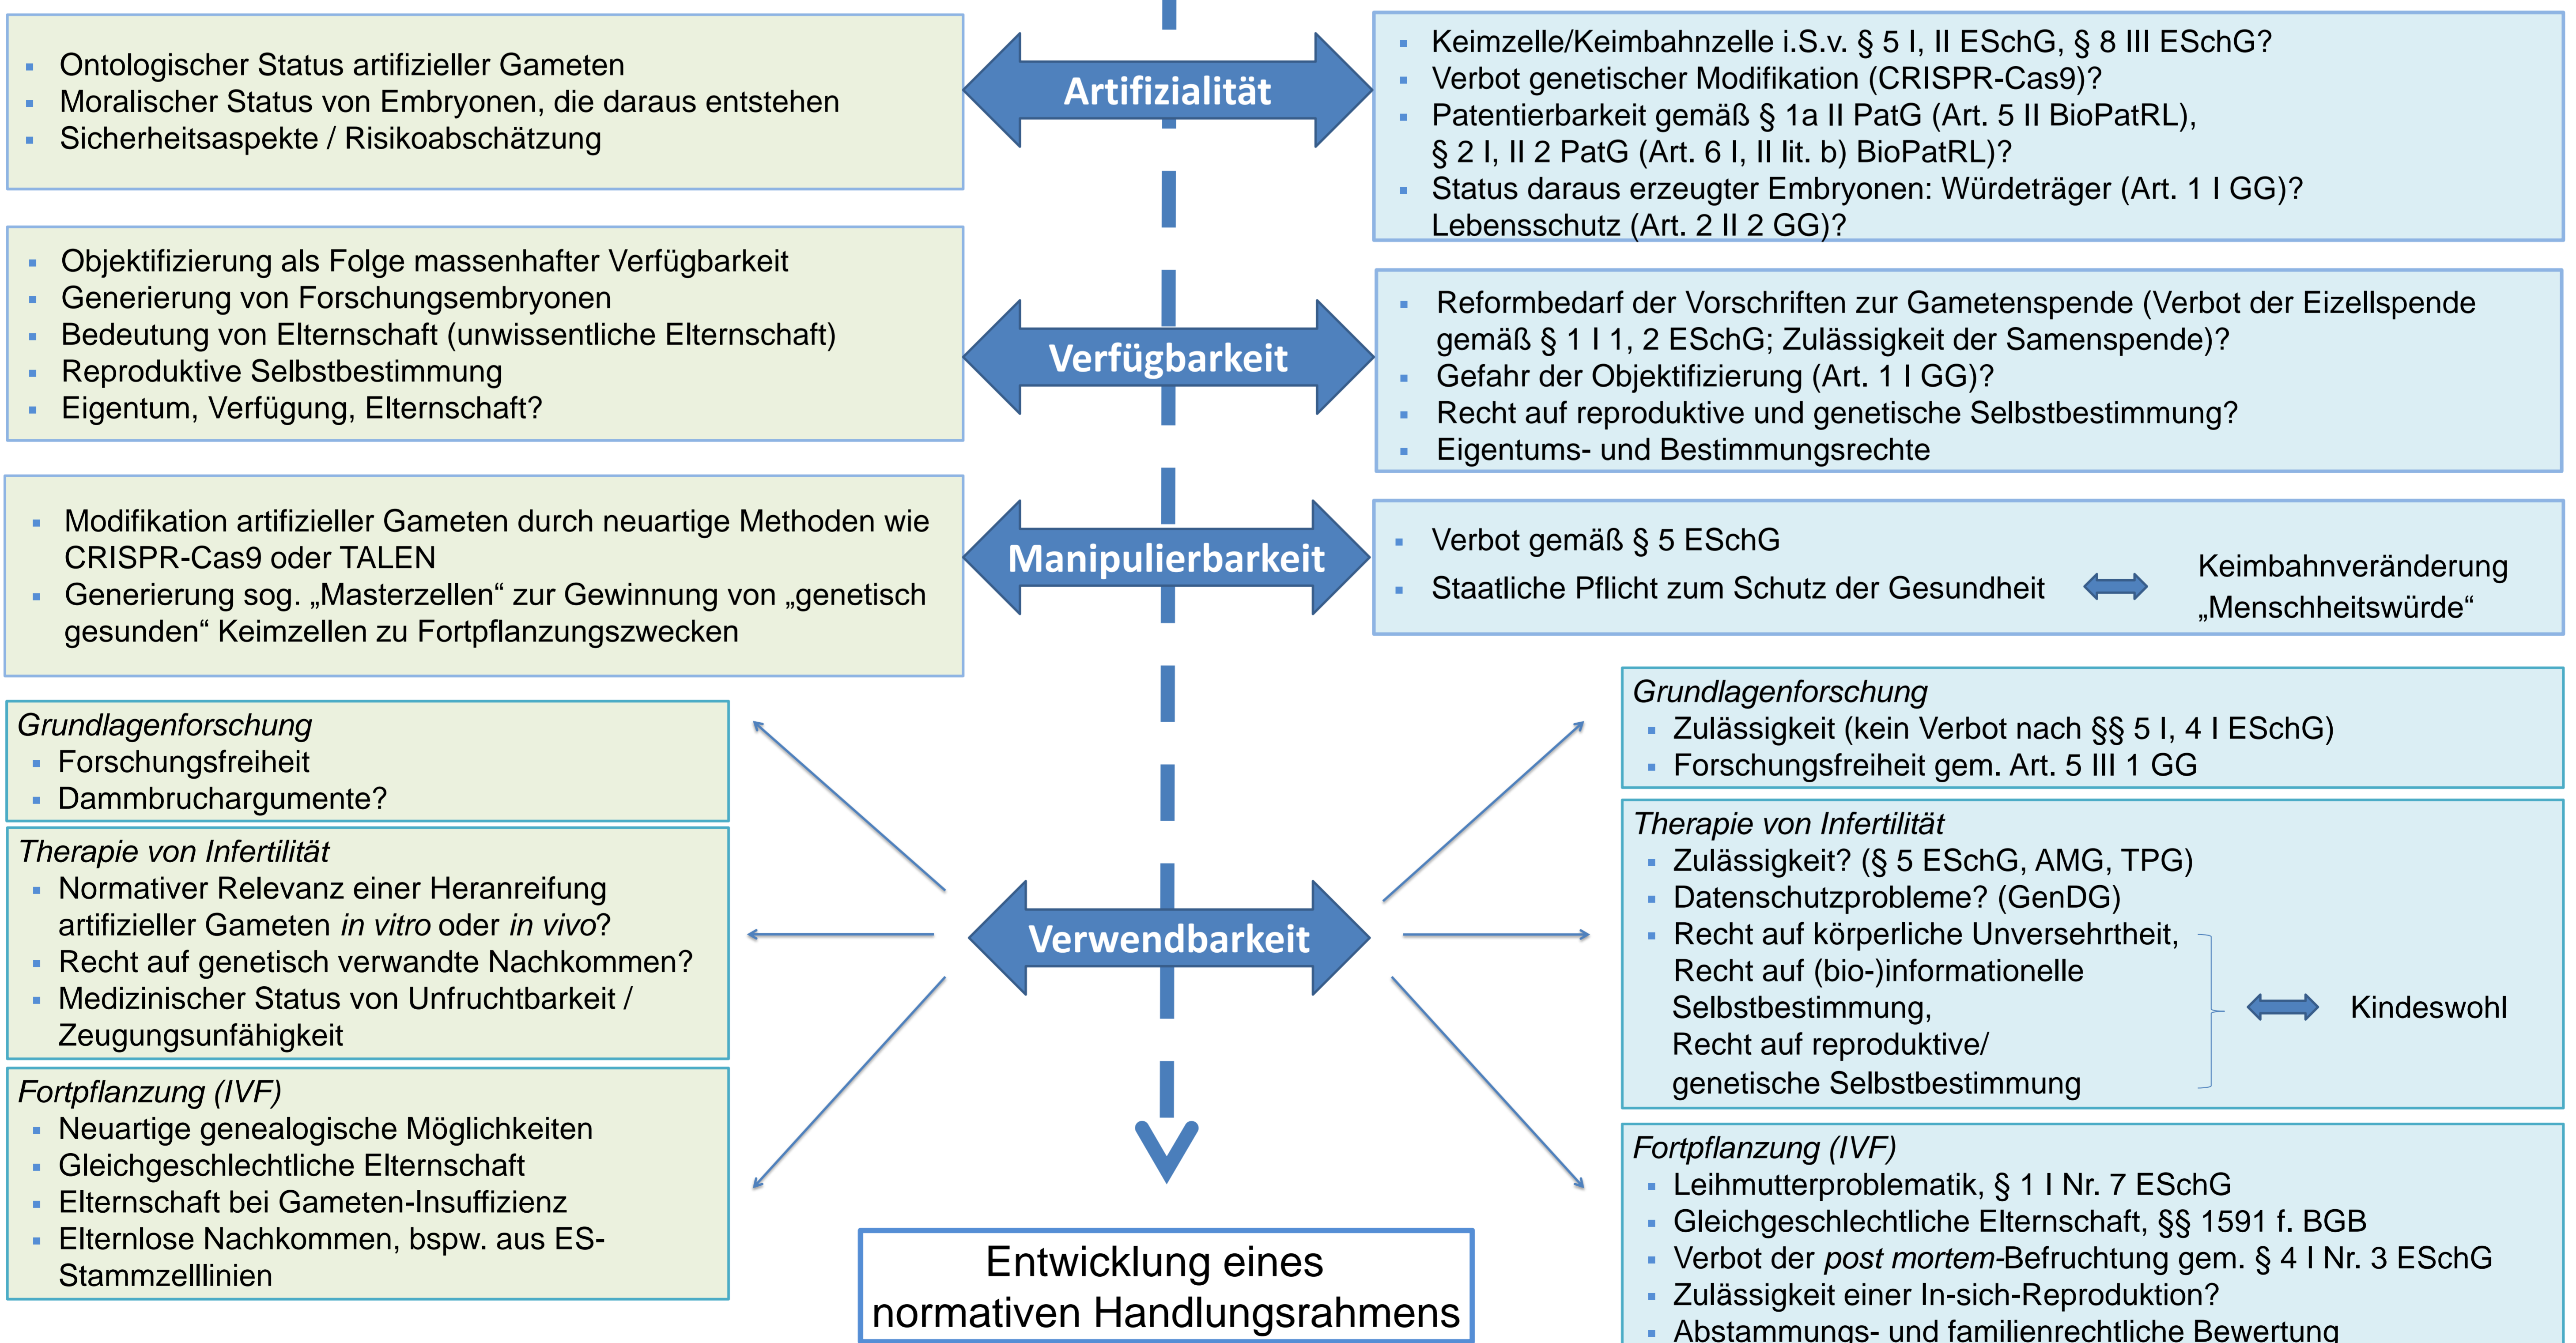 ▪ Ontologischer Status artifizieller Gameten
▪ Moralischer Status von Embryonen, die daraus entstehen
▪ Sicherheitsaspekte / Risikoabschätzung
Artifizialität
▪ Keimzelle/Keimbahnzelle i.S.v. § 5 I, II ESchG, § 8 III ESchG?
▪ Verbot genetischer Modifikation (CRISPR-Cas9)?
▪ Patentierbarkeit gemäß § 1a II PatG (Art. 5 II BioPatRL),
§ 2 I, II 2 PatG (Art. 6 I, II lit. b) BioPatRL)?
▪ Status daraus erzeugter Embryonen: Würdeträger (Art. 1 I GG)?
Lebensschutz (Art. 2 II 2 GG)?
▪ Objektifizierung als Folge massenhafter Verfügbarkeit
▪ Generierung von Forschungsembryonen
▪ Bedeutung von Elternschaft (unwissentliche Elternschaft)
▪ Reproduktive Selbstbestimmung
▪ Eigentum, Verfügung, Elternschaft?
Verfügbarkeit
▪ Reformbedarf der Vorschriften zur Gametenspende (Verbot der Eizellspende
gemäß § 1 I 1, 2 ESchG; Zulässigkeit der Samenspende)?
▪ Gefahr der Objektifizierung (Art. 1 I GG)?
▪ Recht auf reproduktive und genetische Selbstbestimmung?
▪ Eigentums- und Bestimmungsrechte
▪ Modifikation artifizieller Gameten durch neuartige Methoden wie
CRISPR-Cas9 oder TALEN
▪ Generierung sog. „Masterzellen“ zur Gewinnung von „genetisch
gesunden“ Keimzellen zu Fortpflanzungszwecken
Manipulierbarkeit
▪ Verbot gemäß § 5 ESchG
▪ Staatliche Pflicht zum Schutz der Gesundheit
Keimbahnveränderung
„Menschheitswürde“
Grundlagenforschung
▪ Forschungsfreiheit
▪ Dammbruchargumente?
Therapie von Infertilität
▪ Normativer Relevanz einer Heranreifung
artifizieller Gameten in vitro oder in vivo?
▪ Recht auf genetisch verwandte Nachkommen?
▪ Medizinischer Status von Unfruchtbarkeit /
Zeugungsunfähigkeit
Fortpflanzung (IVF)
▪ Neuartige genealogische Möglichkeiten
▪ Gleichgeschlechtliche Elternschaft
▪ Elternschaft bei Gameten-Insuffizienz
▪ Elternlose Nachkommen, bspw. aus ES-
Stammzelllinien
Verwendbarkeit
Grundlagenforschung
▪ Zulässigkeit (kein Verbot nach §§ 5 I, 4 I ESchG)
▪ Forschungsfreiheit gem. Art. 5 III 1 GG
Therapie von Infertilität
▪ Zulässigkeit? (§ 5 ESchG, AMG, TPG)
▪ Datenschutzprobleme? (GenDG)
▪ Recht auf körperliche Unversehrtheit,
Recht auf (bio-)informationelle
Selbstbestimmung,
Recht auf reproduktive/
genetische Selbstbestimmung
Kindeswohl
Fortpflanzung (IVF)
▪ Leihmutterproblematik, § 1 I Nr. 7 ESchG
▪ Gleichgeschlechtliche Elternschaft, §§ 1591 f. BGB
▪ Verbot der post mortem-Befruchtung gem. § 4 I Nr. 3 ESchG
▪ Zulässigkeit einer In-sich-Reproduktion?
▪ Abstammungs- und familienrechtliche Bewertung
Entwicklung eines
normativen Handlungsrahmens